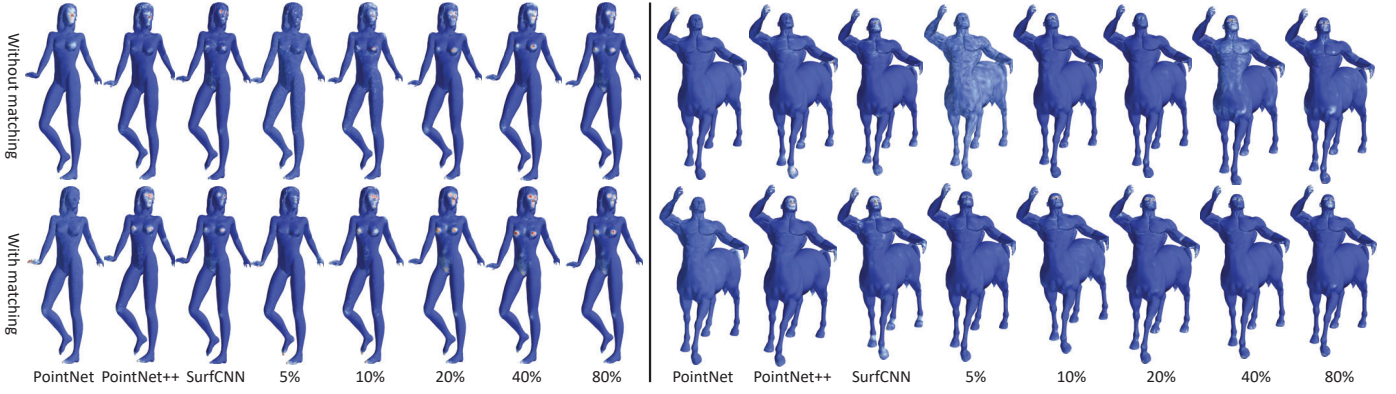 Without matching
With matching
PointNet PointNet++ SurfCNN 5% 10% 20% 40% 80%
PointNet PointNet++ SurfCNN 5% 10% 20% 40% 80%